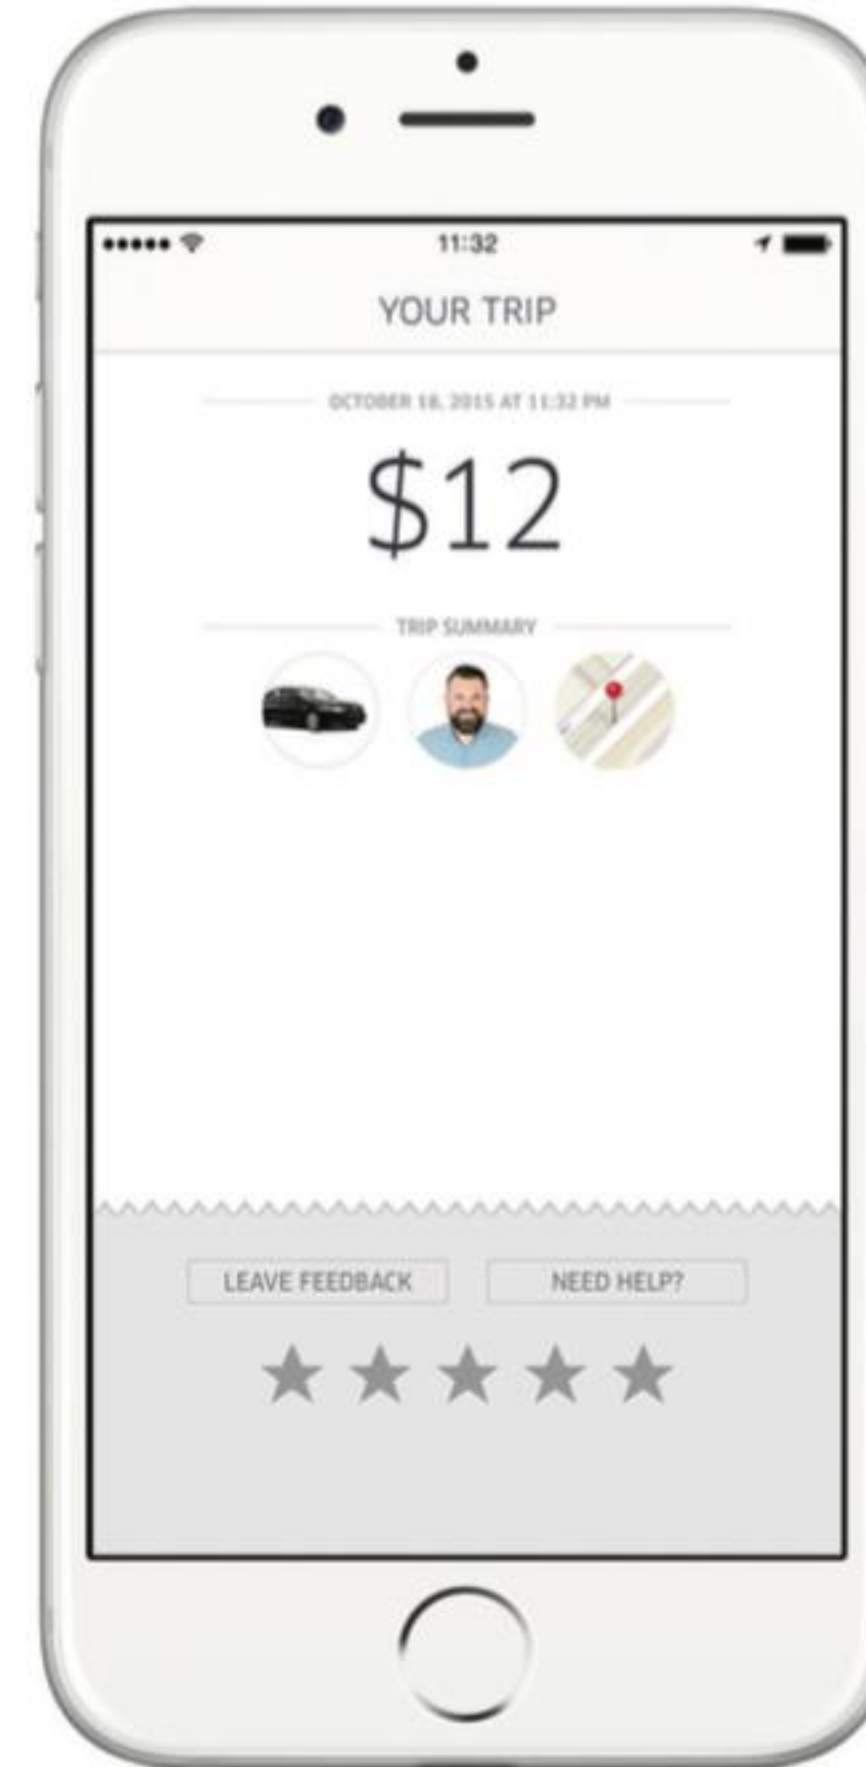 11:32
YOUR TRIP
OCTOBER 18, 2015 AT 11:32 PM
$12
TRIP SUMMARY
LEAVE FEEDBACK
NEED HELP?